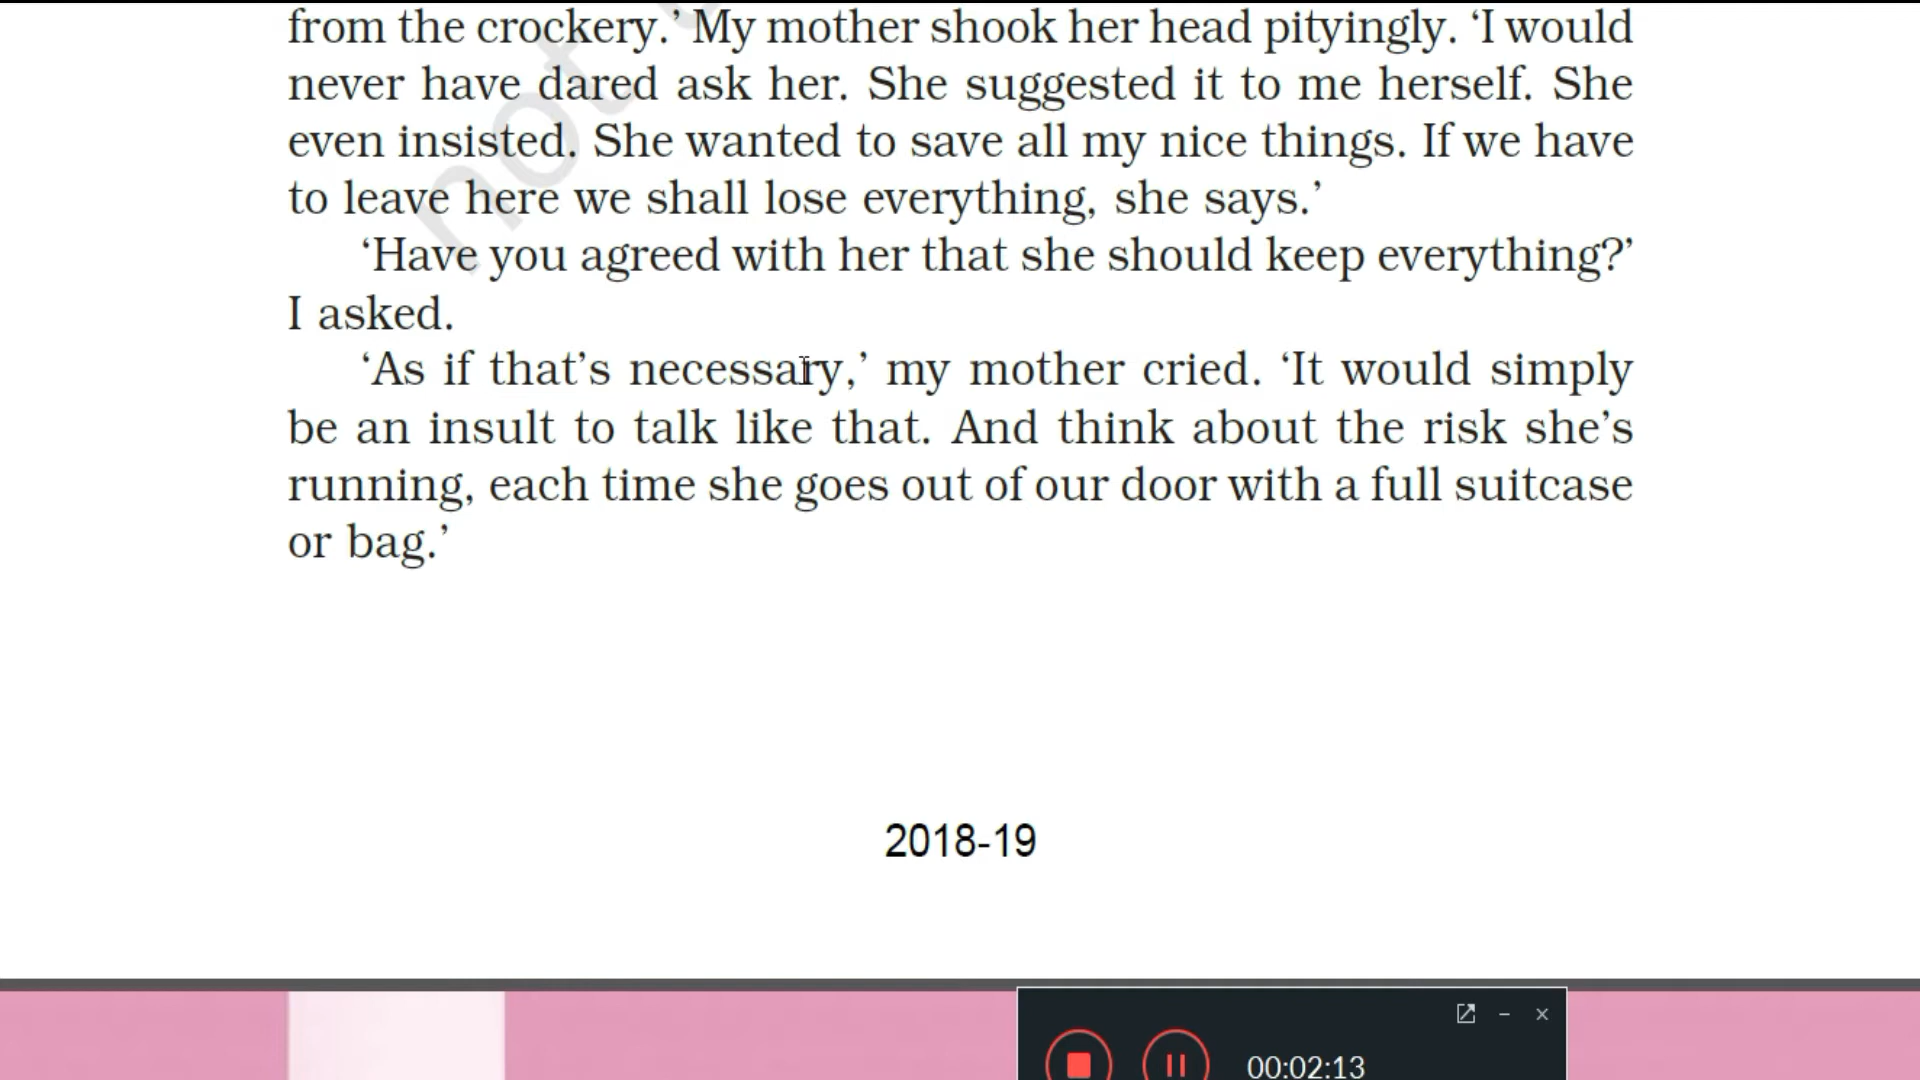 from the crockery.’ My mother shook her head pityingly. ‘I would
never have dared ask her. She suggested it to me herself. She
even insisted. She wanted to save all my nice things. If we have
to leave here we shall lose everything, she says.’
‘Have you agreed with her that she should keep everything?’
I asked.
‘As if that’s necessary,’ my mother cried. ‘It would simply
be an insult to talk like that. And think about the risk she’s
running, each time she goes out of our door with a full suitcase
or bag.’
not
2018-19
00:02:13